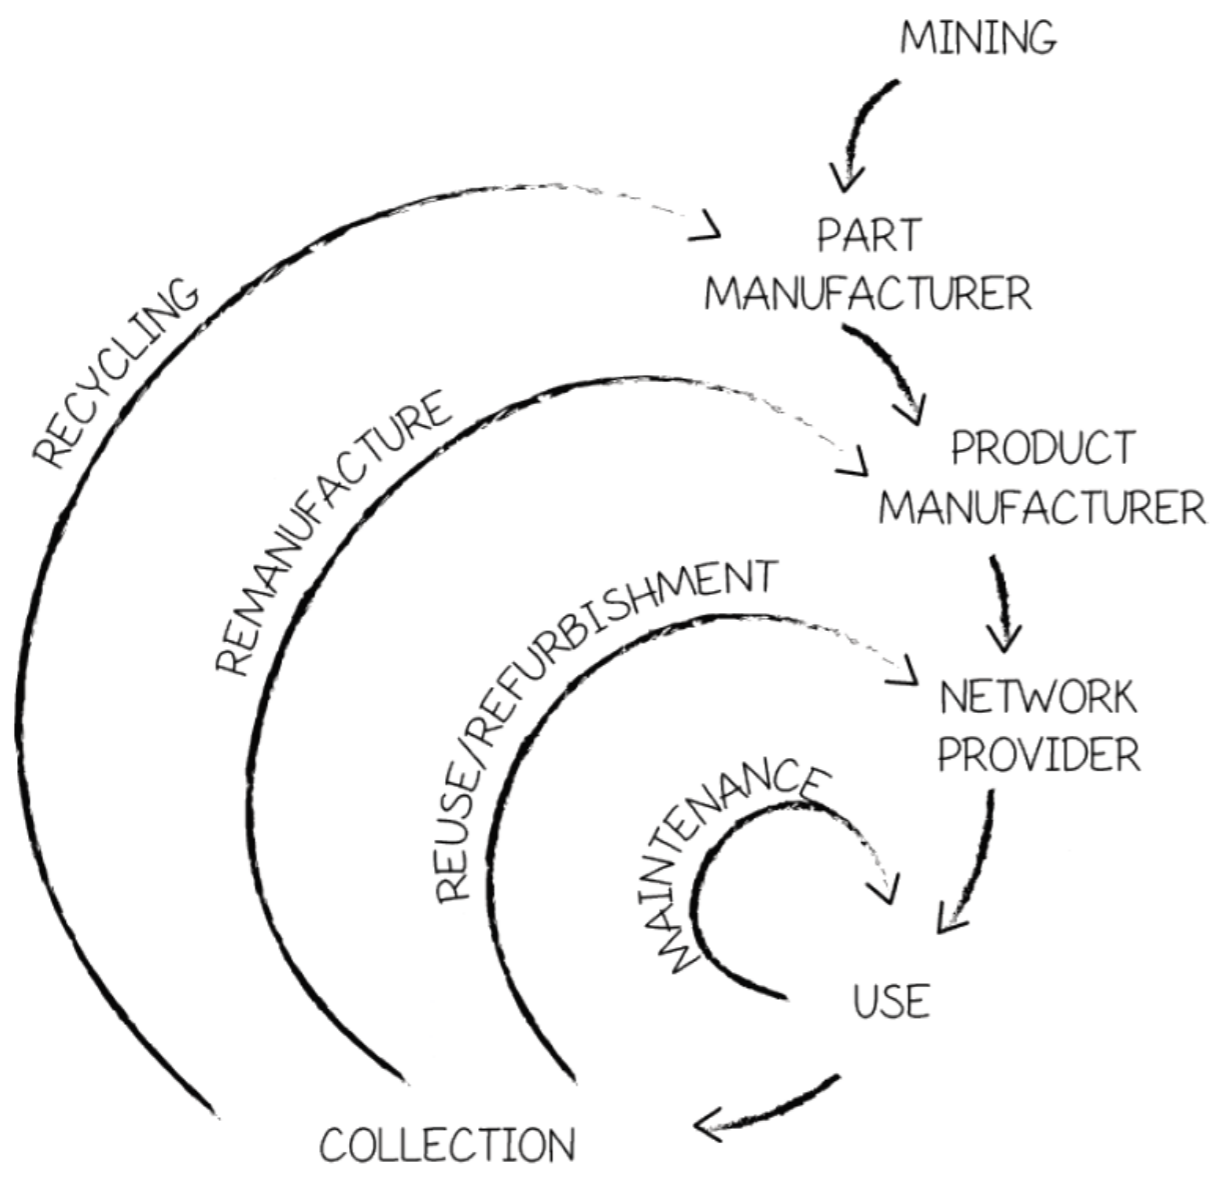 MINING
PART
MANUFACTURER
RECYCLING
REMANUFACTURE
PRODUCT
MANUFACTURER
REUSE/REFURBISHMENT
NETWORK
PROVIDER
MAINTENANCE
USE
COLLECTION